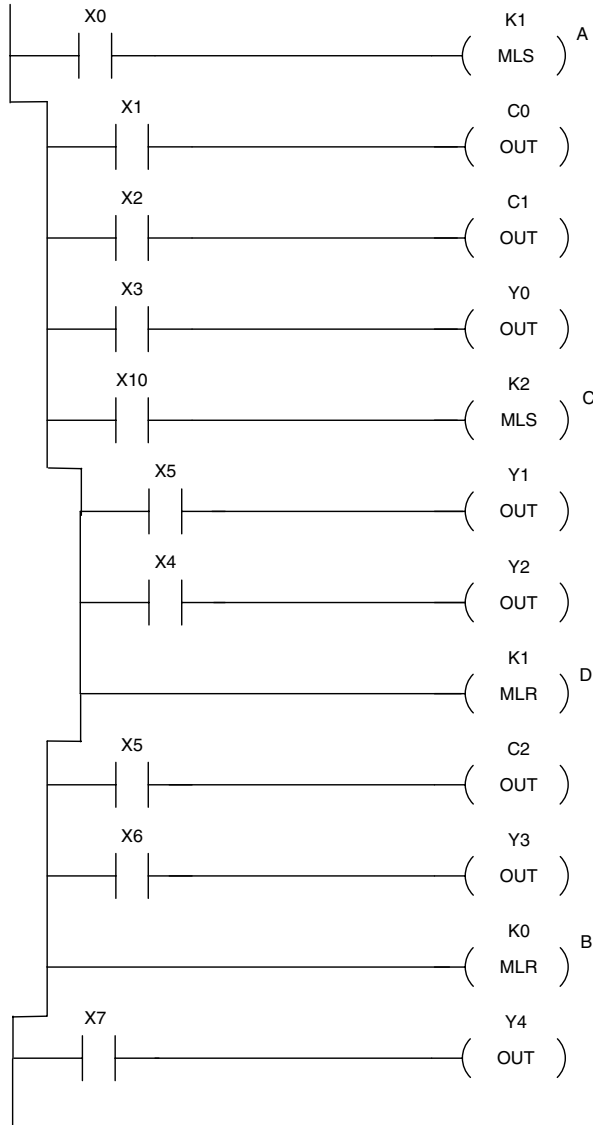 X0 K1
MLS A
X1 C0
OUT
X2 C1
OUT
X3 Y0
OUT
X10 K2
MLS C
X5 Y1
OUT
X4 Y2
OUT
K1
MLR D
X5 C2
OUT
X6 Y3
OUT
K0
MLR B
X7 Y4
OUT